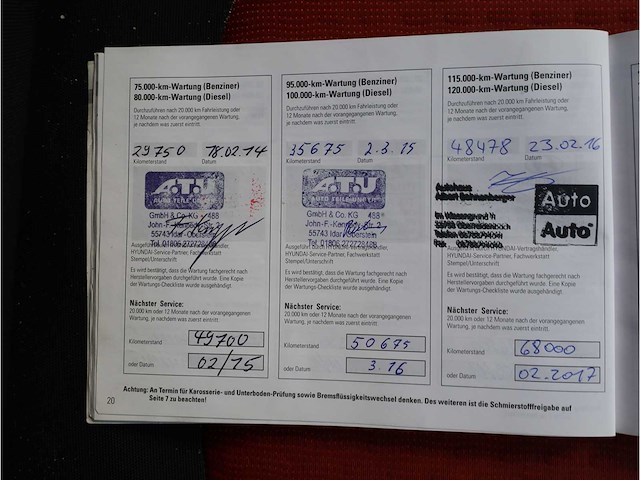 75.000-km-Wartung (Benziner)
80.000-km-Wartung (Diesel)
Durchzuführen nach 20.000 km Fahrleistung oder
12 Monate nach der vorangegangenen Wartung,
je nachdem was zuerst eintritt.
29750 18.02.14
Kilometerstand Datum
A.T.U
AUTO TEILE UNGER
GmbH & Co. KG 488
John-F.-Kennedy
55743 Idar-Oberstein
Tel. 01806 272728488
Ausgeführt durch HYUNDAI-Vertragshändler,
HYUNDAI-Service-Partner, Fachwerkstatt
Stempel/Unterschrift
Es wird bestätigt, dass die Wartung fachgerecht nach
Herstellervorgaben durchgeführt wurde. Eine Kopie
der Wartungs-Checkliste wurde ausgehändigt.
Nächster Service:
20.000 km oder 12 Monate nach der vorangegangenen
Wartung, je nachdem was zuerst eintritt.
Kilometerstand 49700
oder Datum 02/15
95.000-km-Wartung (Benziner)
100.000-km-Wartung (Diesel)
Durchzuführen nach 20.000 km Fahrleistung oder
12 Monate nach der vorangegangenen Wartung,
je nachdem was zuerst eintritt.
35675 2.3.15
Kilometerstand Datum
A.T.U
AUTO TEILE UNGER
GmbH & Co. KG 488
John-F.-Kennedy
55743 Idar-Oberstein
Tel. 01806-272728488
Ausgeführt durch HYUNDAI-Vertragshändler,
HYUNDAI-Service-Partner, Fachwerkstatt
Stempel/Unterschrift
Es wird bestätigt, dass die Wartung fachgerecht nach
Herstellervorgaben durchgeführt wurde. Eine Kopie
der Wartungs-Checkliste wurde ausgehändigt.
Nächster Service:
20.000 km oder 12 Monate nach der vorangegangenen
Wartung, je nachdem was zuerst eintritt.
Kilometerstand 50675
oder Datum 3.16
115.000-km-Wartung (Benziner)
120.000-km-Wartung (Diesel)
Durchzuführen nach 20.000 km Fahrleistung oder
12 Monate nach der vorangegangenen Wartung,
je nachdem was zuerst eintritt.
48478 23.02.16
Kilometerstand Datum
Autohaus
Auto
Auto
Ausgeführt durch HYUNDAI-Vertragshändler,
HYUNDAI-Service-Partner, Fachwerkstatt
Stempel/Unterschrift
Es wird bestätigt, dass die Wartung fachgerecht nach
Herstellervorgaben durchgeführt wurde. Eine Kopie
der Wartungs-Checkliste wurde ausgehändigt.
Nächster Service:
20.000 km oder 12 Monate nach der vorangegangenen
Wartung, je nachdem was zuerst eintritt.
Kilometerstand 68000
oder Datum 02.2017
Achtung: An Termin für Karosserie- und Unterboden-Prüfung sowie Bremsflüssigkeitswechsel denken. Des weiteren ist die Schmierstofffreigabe auf
Seite 7 zu beachten!
20